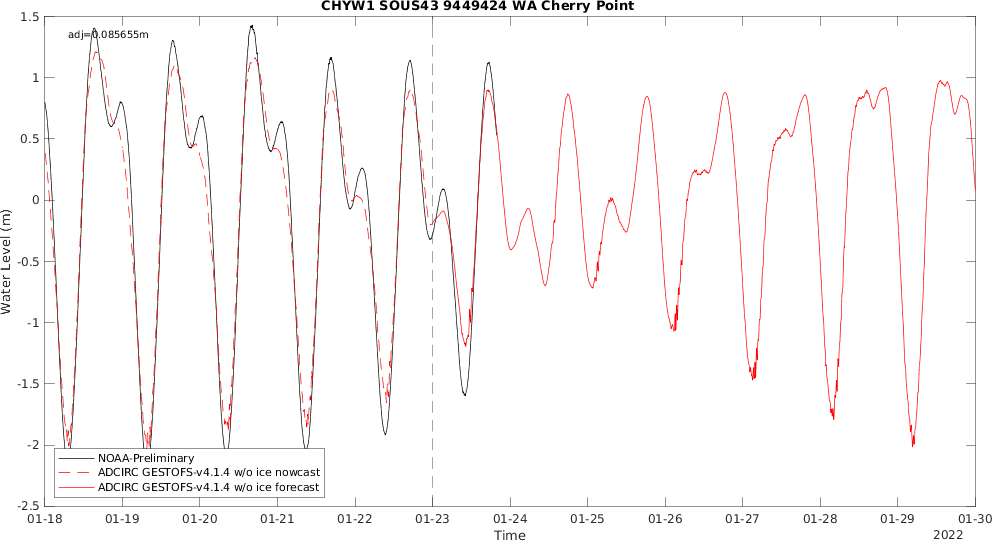 CHYW1 SOUS43 9449424 WA Cherry Point
adj=0.085655m
1.5
1
0.5
0
-0.5
-1
-1.5
-2
-2.5
Water Level (m)
NOAA-Preliminary
ADCIRC GESTOFS-v4.1.4 w/o ice nowcast
ADCIRC GESTOFS-v4.1.4 w/o ice forecast
01-18 01-19 01-20 01-21 01-22 01-23 01-24 01-25 01-26 01-27 01-28 01-29 01-30
Time
2022